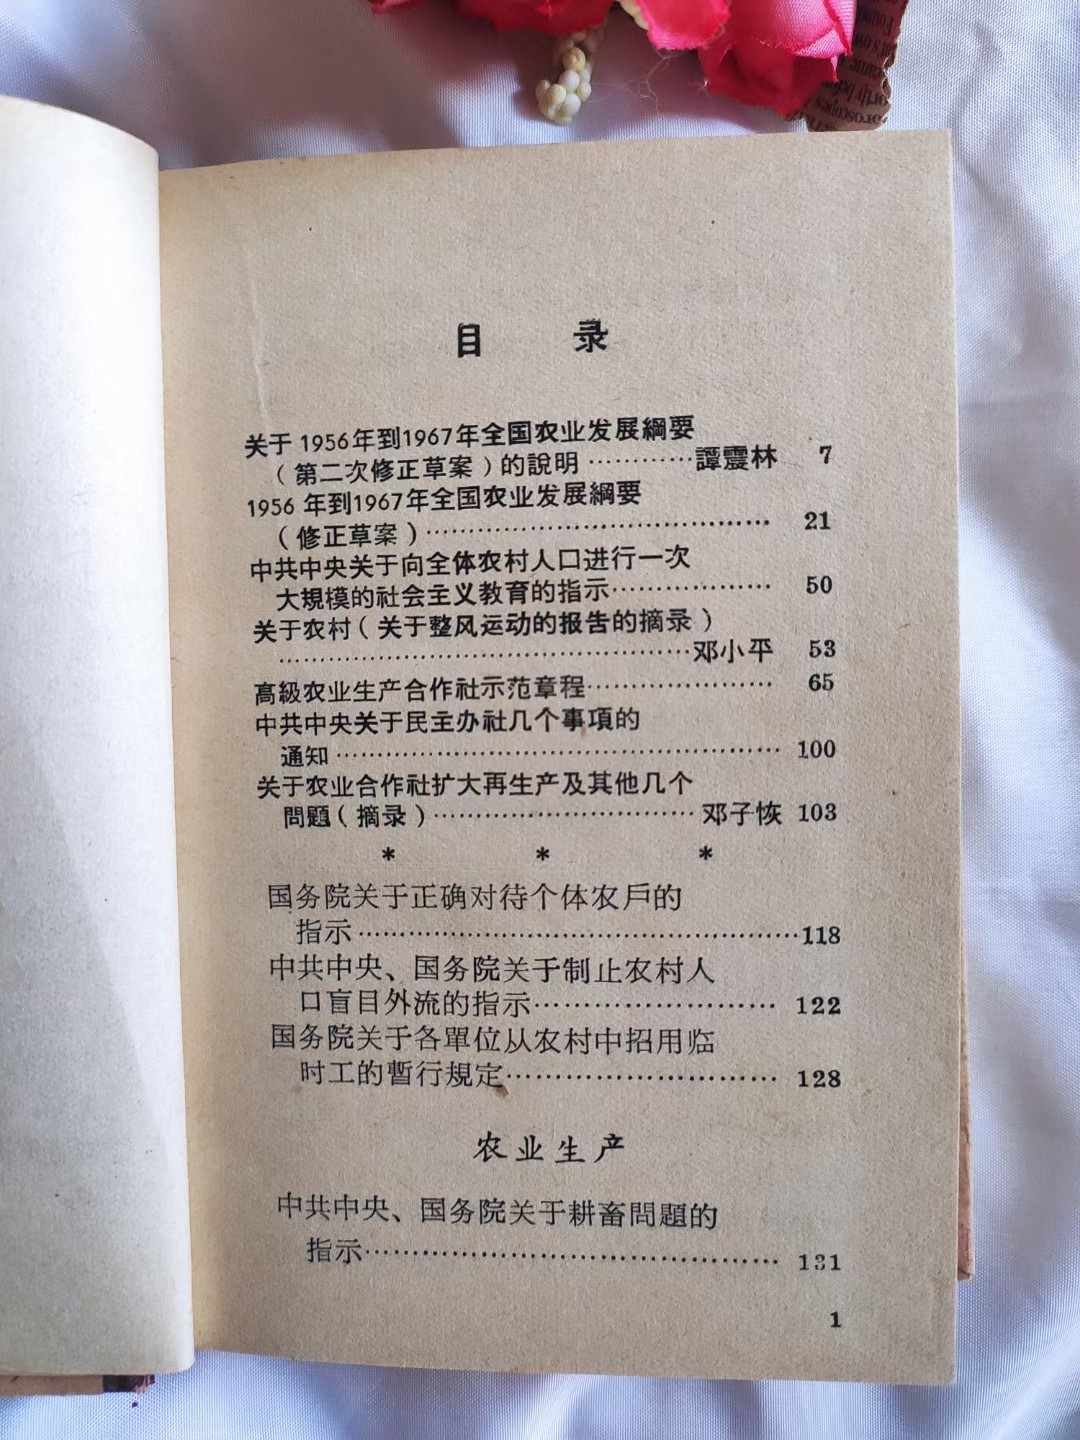 目 录
关于 1956年到1967年全国农业发展綱要
（第二次修正草案）的說明…………譚震林 7
1956 年到1967年全国农业发展綱要
（修正草案）………………………………… 21
中共中央关于向全体农村人口进行一次
大規模的社会主义教育的指示……………… 50
关于农村（关于整风运动的报告的摘录）
…………………………………………邓小平 53
高級农业生产合作社示范章程………………… 65
中共中央关于民主办社几个事項的
通知………………………………………… 100
关于农业合作社扩大再生产及其他几个
問題（摘录）…………………………邓子恢 103
* * *
国务院关于正确对待个体农戶的
指示…………………………………………118
中共中央、国务院关于制止农村人
口盲目外流的指示……………………… 122
国务院关于各單位从农村中招用临
时工的暫行規定………………………… 128
农业生产
中共中央、国务院关于耕畜問題的
指示……………………………………… 131
1